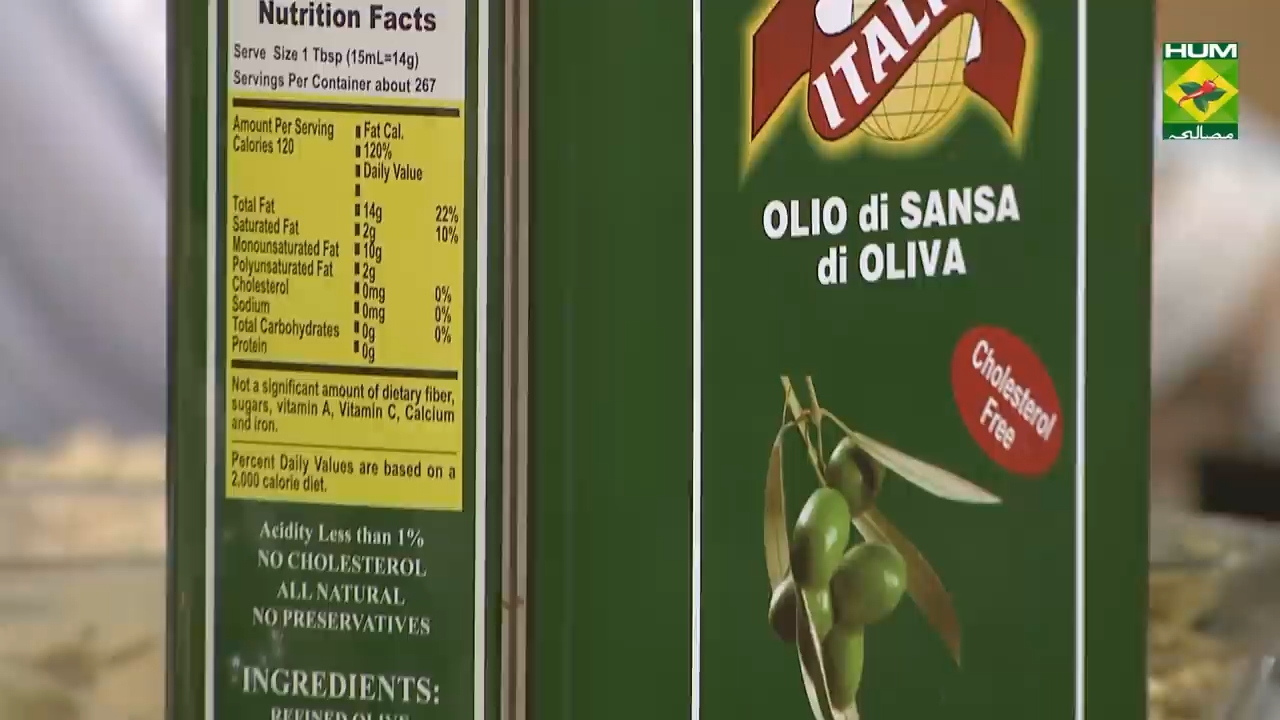 Nutrition Facts
Serve Size 1 Tbsp (15mL=14g)
Servings Per Container about 267
Amount Per Serving
Calories 120
Fat Cal.
120%
Daily Value
Total Fat 14g 22%
Saturated Fat 2g 10%
Monounsaturated Fat 10g
Polyunsaturated Fat 2g
Cholesterol 0mg 0%
Sodium 0mg 0%
Total Carbohydrates 0g 0%
Protein 0g
Not a significant amount of dietary fiber,
sugars, vitamin A, Vitamin C, Calcium
and iron.
Percent Daily Values are based on a
2,000 calorie diet.
Acidity Less than 1%
NO CHOLESTEROL
ALL NATURAL
NO PRESERVATIVES
INGREDIENTS:
REFINED OLIVE
OLIO di SANSA
di OLIVA
Cholesterol
Free
HUM
مصالحہ